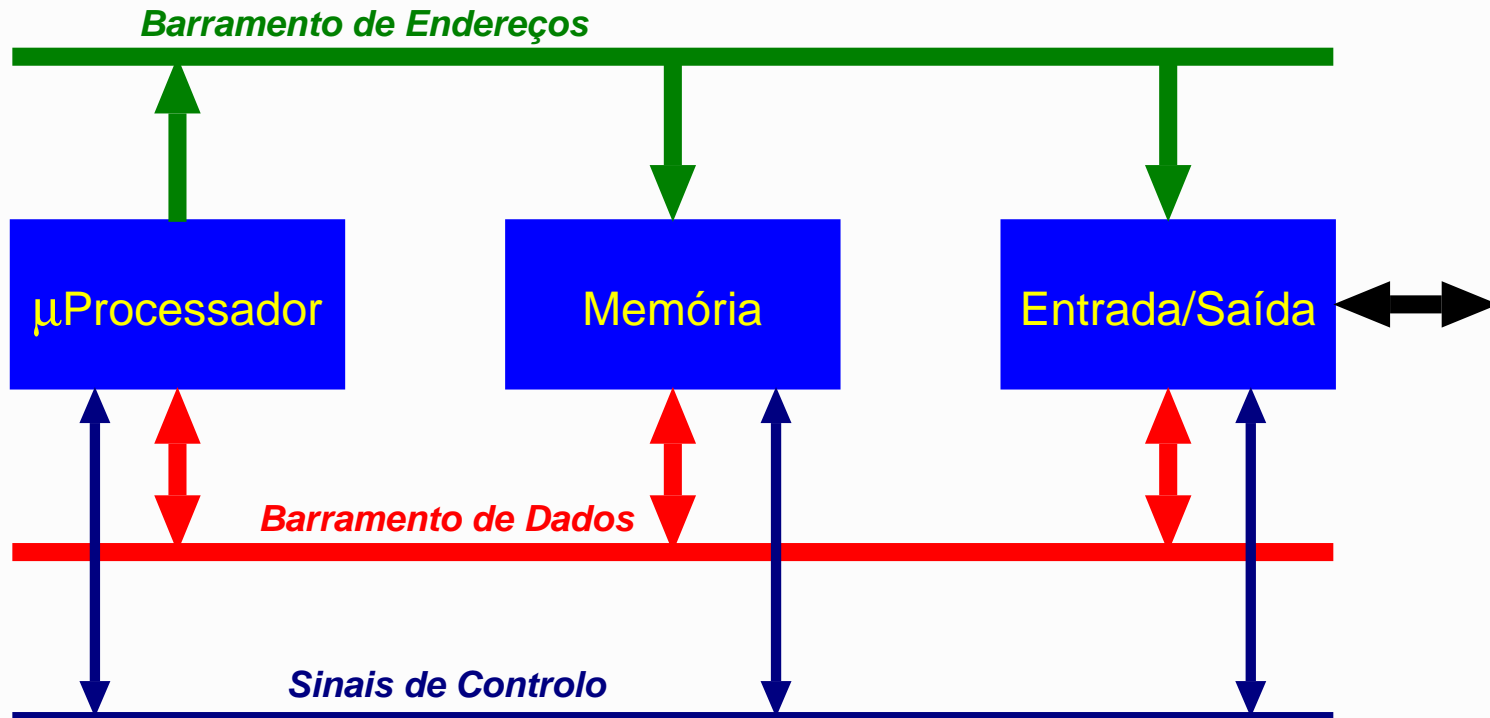 Barramento de Endereços
µProcessador
Memória
Entrada/Saída
Barramento de Dados
Sinais de Controlo